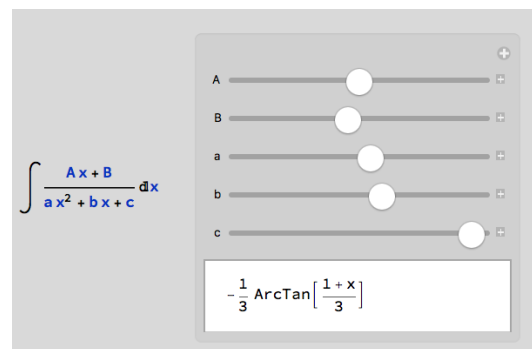 A
B
a
b
c
∫ (A x + B)/(a x² + b x + c) ⅆx
-1/3 ArcTan[(1 + x)/3]